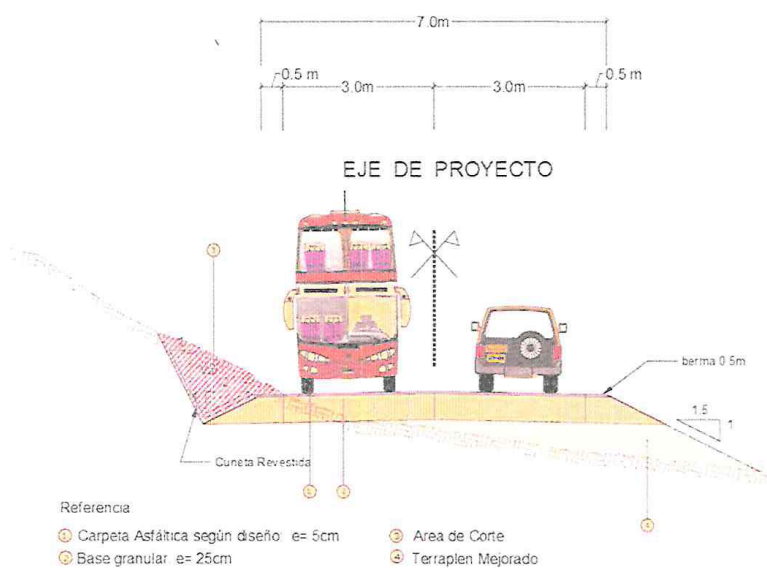 7.0m
0.5 m
3.0m
3.0m
0.5 m
EJE DE PROYECTO
berma 0.5m
1.5
1
Cuneta Revestida
Referencia
1 Carpeta Asfáltica según diseño e= 5cm
2 Base granular e= 25cm
3 Area de Corte
4 Terraplen Mejorado